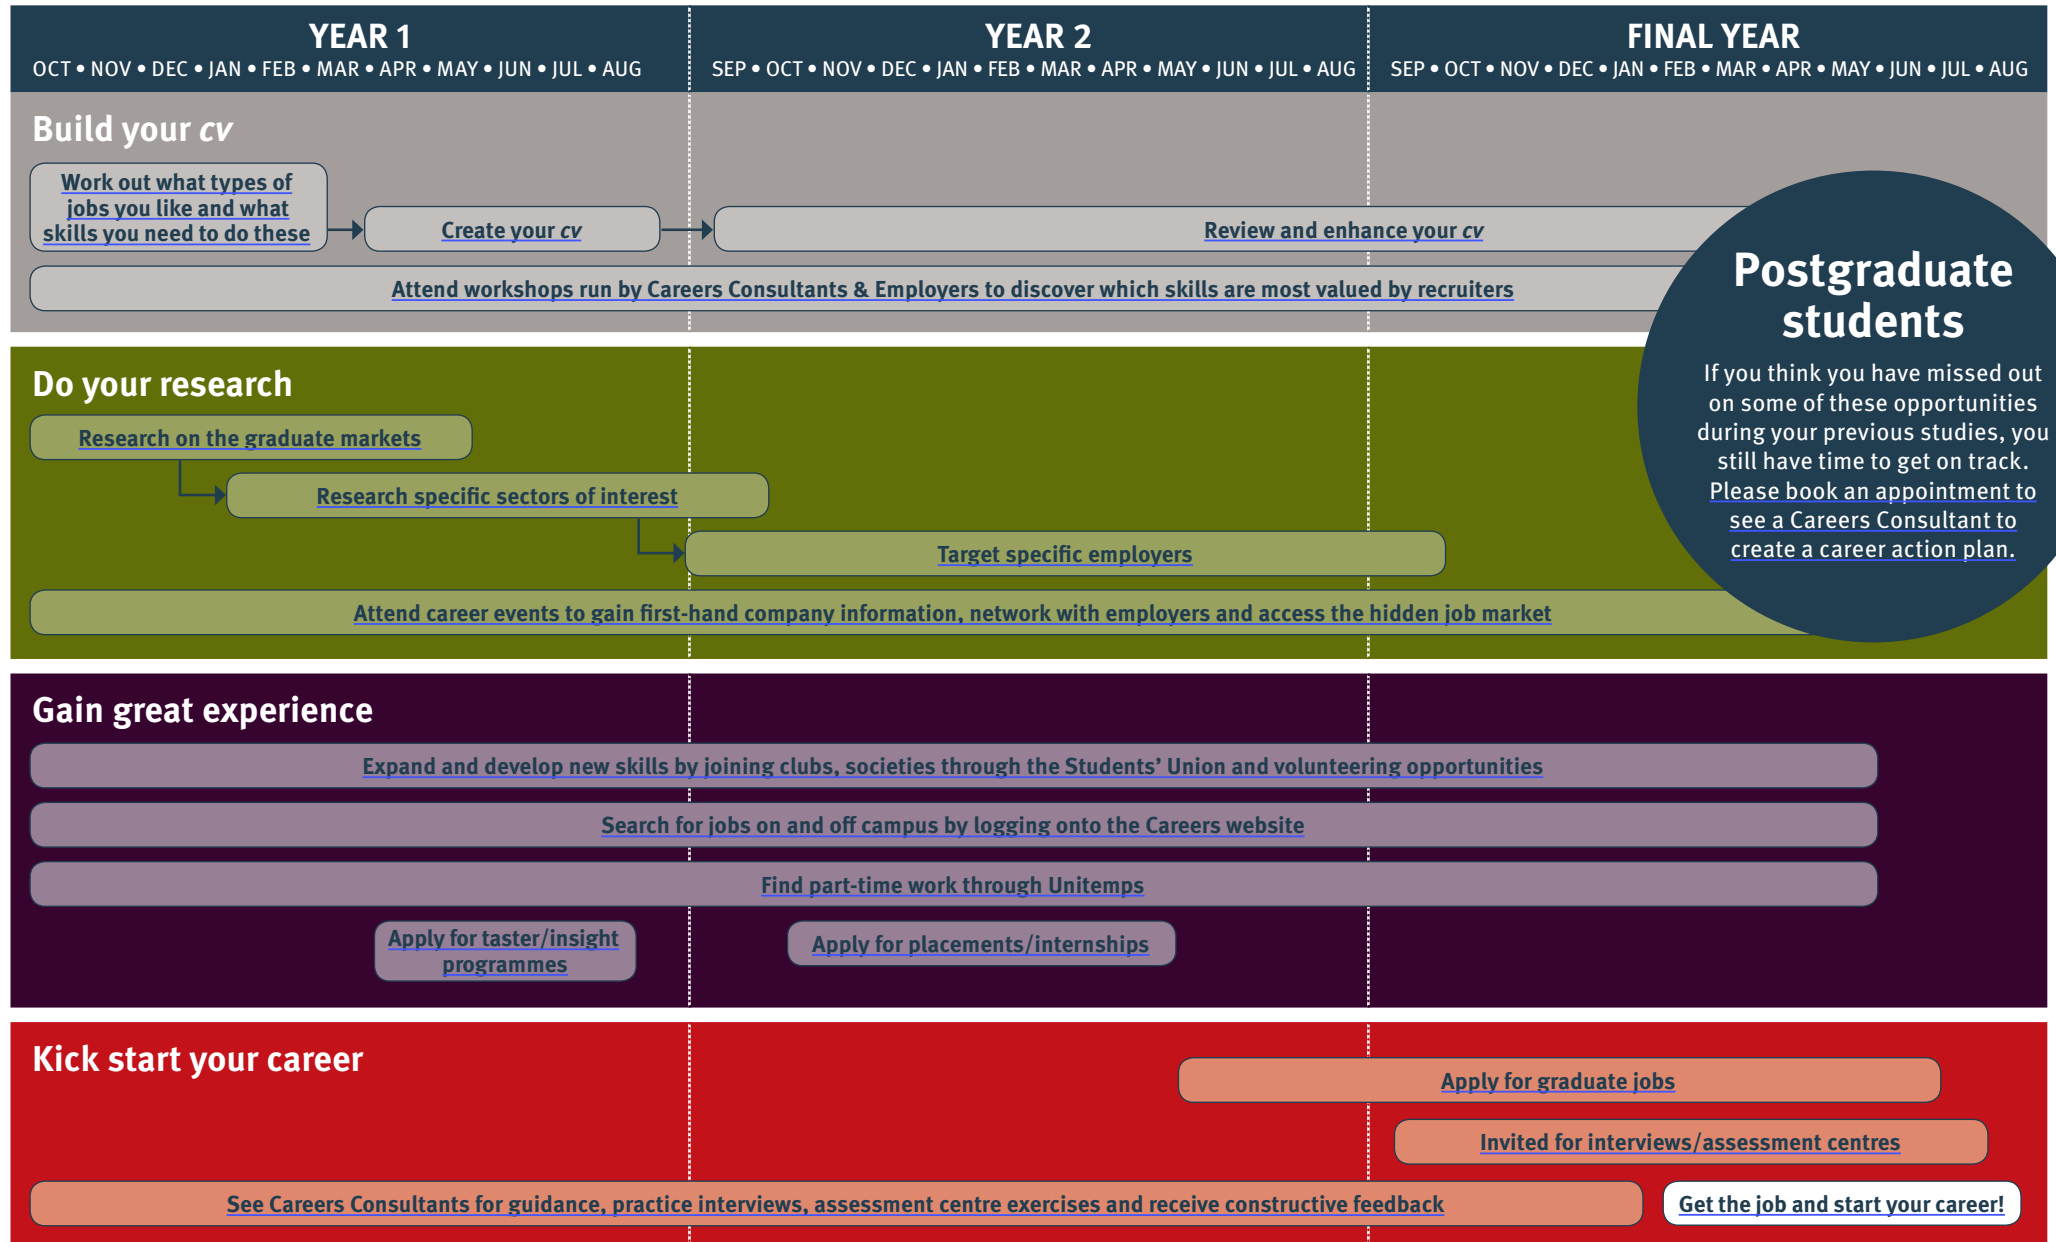 YEAR 1
OCT • NOV • DEC • JAN • FEB • MAR • APR • MAY • JUN • JUL • AUG
YEAR 2
SEP • OCT • NOV • DEC • JAN • FEB • MAR • APR • MAY • JUN • JUL • AUG
FINAL YEAR
SEP • OCT • NOV • DEC • JAN • FEB • MAR • APR • MAY • JUN • JUL • AUG
Build your cv
Work out what types of
jobs you like and what
skills you need to do these
Create your cv
Review and enhance your cv
Attend workshops run by Careers Consultants & Employers to discover which skills are most valued by recruiters
Postgraduate
students
If you think you have missed out
on some of these opportunities
during your previous studies, you
still have time to get on track.
Please book an appointment to
see a Careers Consultant to
create a career action plan.
Do your research
Research on the graduate markets
Research specific sectors of interest
Target specific employers
Attend career events to gain first-hand company information, network with employers and access the hidden job market
Gain great experience
Expand and develop new skills by joining clubs, societies through the Students’ Union and volunteering opportunities
Search for jobs on and off campus by logging onto the Careers website
Find part-time work through Unitemps
Apply for taster/insight
programmes
Apply for placements/internships
Kick start your career
Apply for graduate jobs
Invited for interviews/assessment centres
See Careers Consultants for guidance, practice interviews, assessment centre exercises and receive constructive feedback
Get the job and start your career!